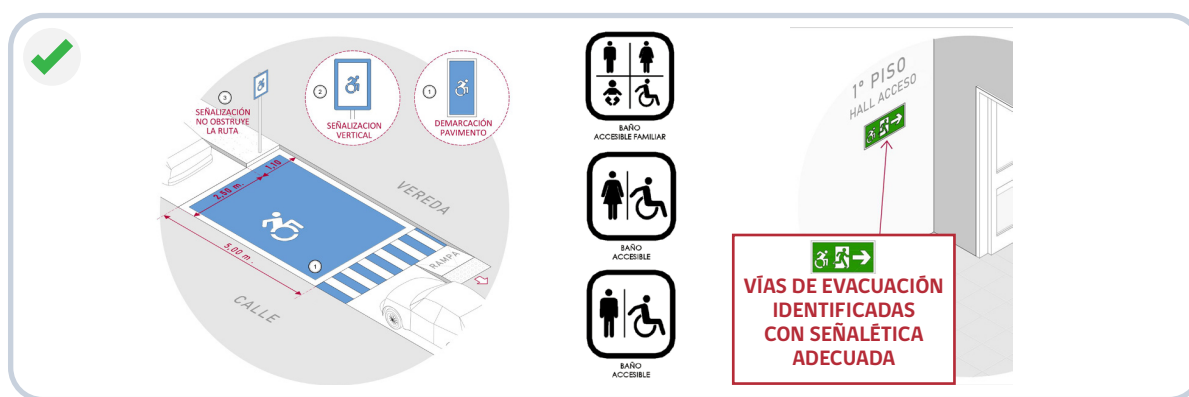 3
SEÑALIZACIÓN
NO OBSTRUYE
LA RUTA
2
SEÑALIZACION
VERTICAL
1
DEMARCACIÓN
PAVIMENTO
1,10
2,50 m.
5,00 m.
1
VEREDA
RAMPA
CALLE
BAÑO
ACCESIBLE FAMILIAR
BAÑO
ACCESIBLE
BAÑO
ACCESIBLE
1° PISO
HALL ACCESO
VÍAS DE EVACUACIÓN
IDENTIFICADAS
CON SEÑALÉTICA
ADECUADA